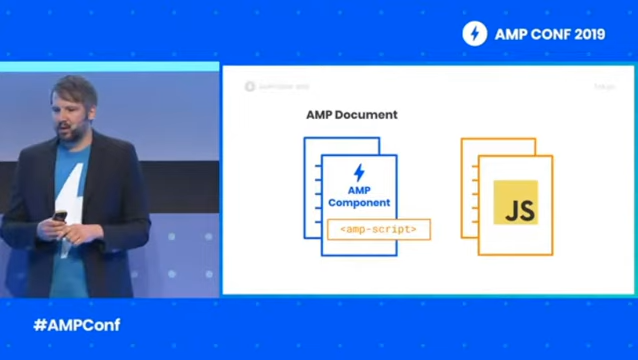 AMP CONF 2019
AMP Document
AMP
Component
<amp-script>
JS
#AMPConf